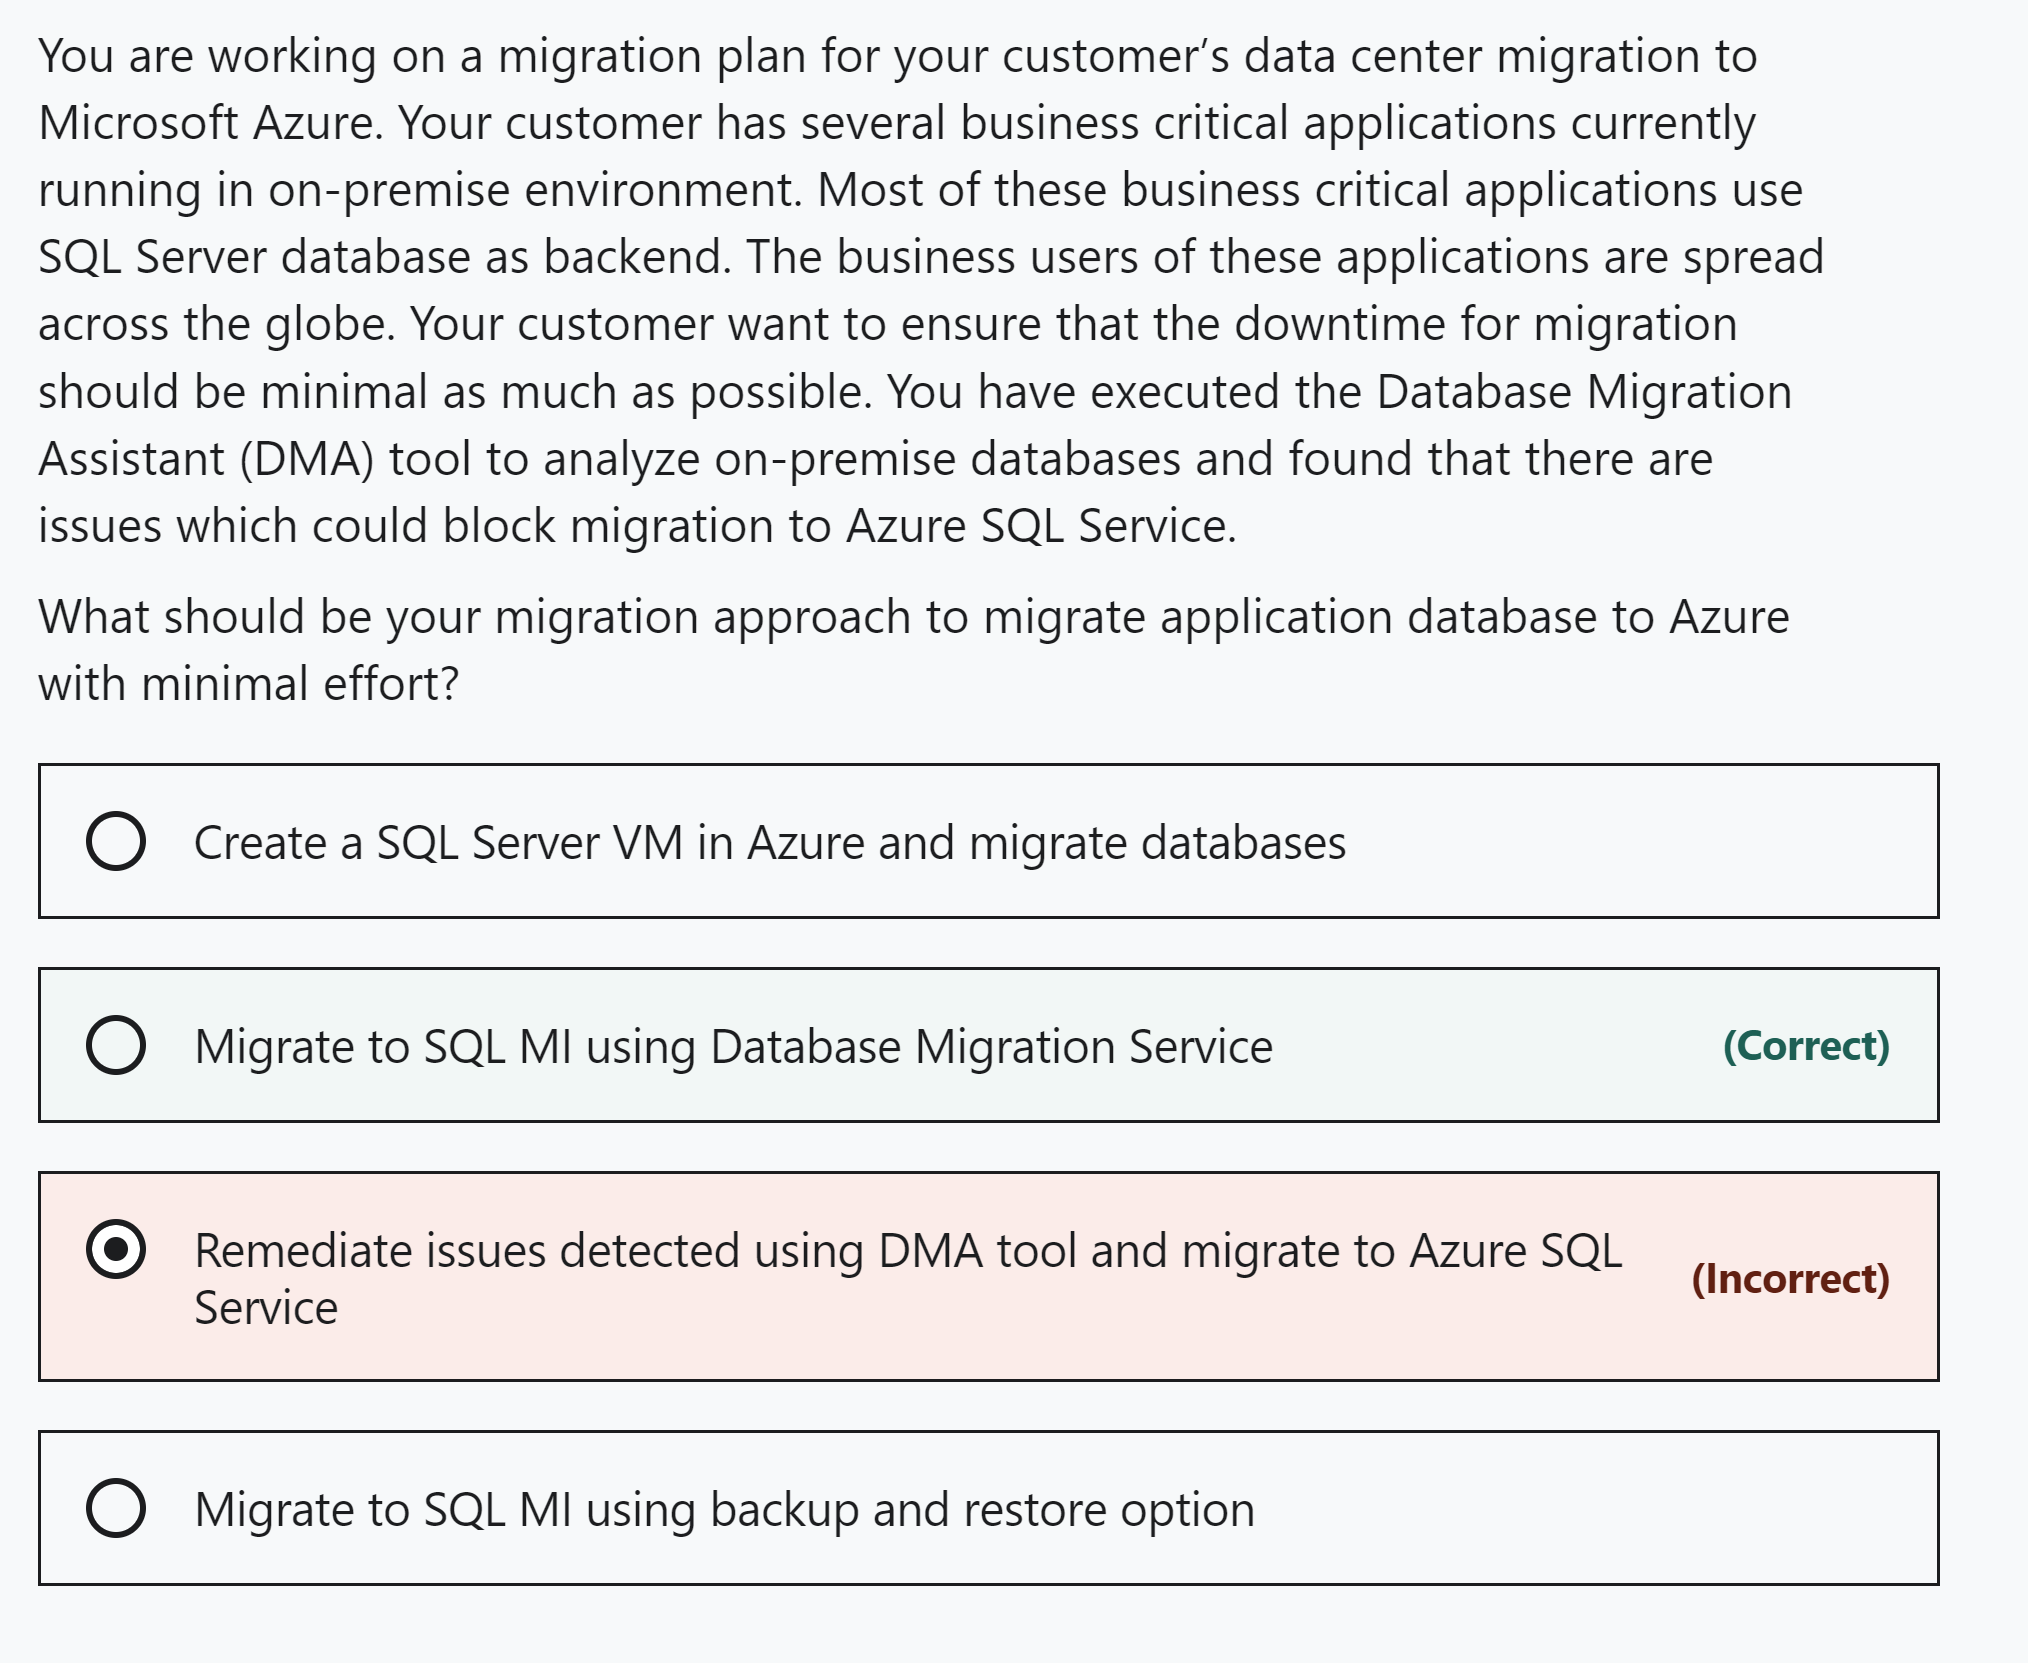 You are working on a migration plan for your customer’s data center migration to
Microsoft Azure. Your customer has several business critical applications currently
running in on-premise environment. Most of these business critical applications use
SQL Server database as backend. The business users of these applications are spread
across the globe. Your customer want to ensure that the downtime for migration
should be minimal as much as possible. You have executed the Database Migration
Assistant (DMA) tool to analyze on-premise databases and found that there are
issues which could block migration to Azure SQL Service.
What should be your migration approach to migrate application database to Azure
with minimal effort?
Create a SQL Server VM in Azure and migrate databases
Migrate to SQL MI using Database Migration Service (Correct)
Remediate issues detected using DMA tool and migrate to Azure SQL
Service
(Incorrect)
Migrate to SQL MI using backup and restore option